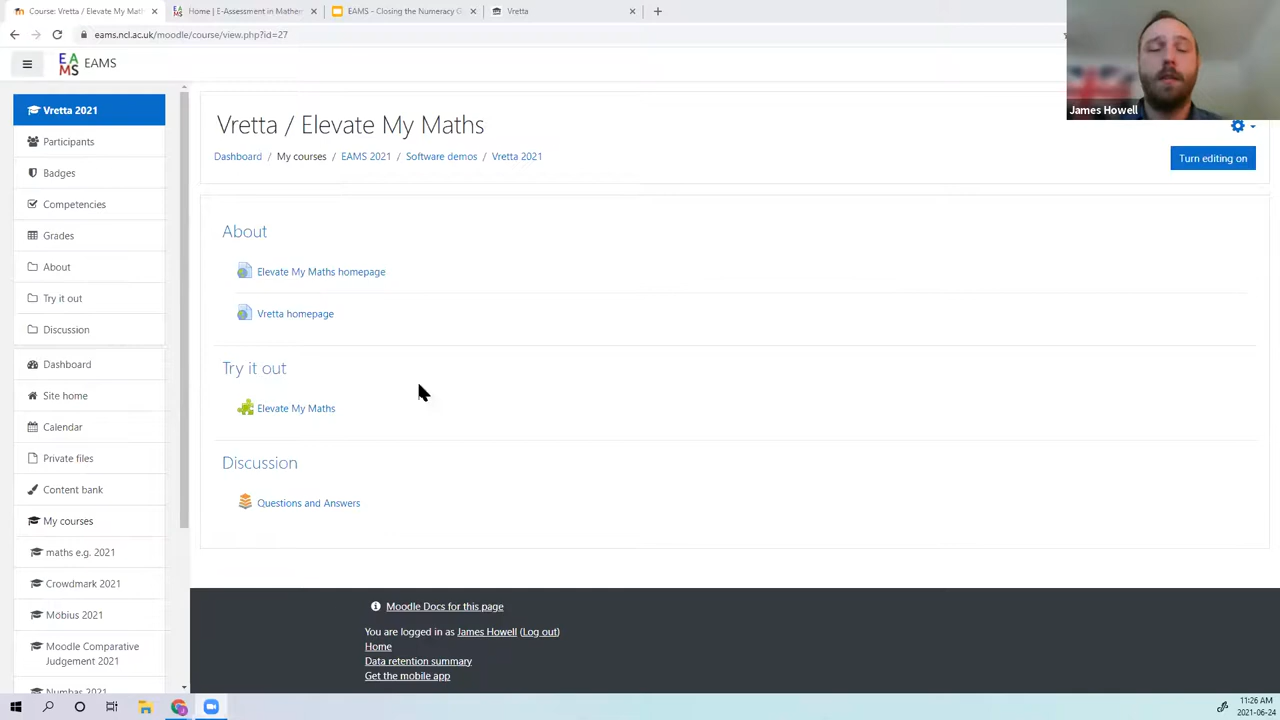 Course: Vretta / Elevate My Math
Home | E-Assessment in Mathem
EAMS - Closing the Numeracy G
Vretta
eams.ncl.ac.uk/moodle/course/view.php?id=27
EAMS
EAMS
James Howell
Vretta 2021
Participants
Badges
Competencies
Grades
About
Try it out
Discussion
Dashboard
Site home
Calendar
Private files
Content bank
My courses
maths e.g. 2021
Crowdmark 2021
Möbius 2021
Moodle Comparative
Judgement 2021
Numbas 2021
Vretta / Elevate My Maths
Dashboard / My courses / EAMS 2021 / Software demos / Vretta 2021
Turn editing on
About
Elevate My Maths homepage
Vretta homepage
Try it out
Elevate My Maths
Discussion
Questions and Answers
Moodle Docs for this page
You are logged in as James Howell (Log out)
Home
Data retention summary
Get the mobile app
11:26 AM
2021-06-24